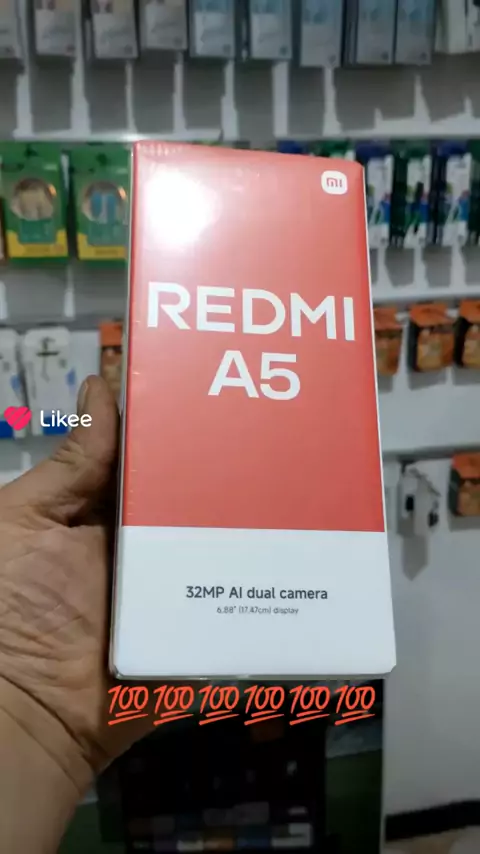 mi
REDMI
A5
Likee
32MP AI dual camera
6.88" (17.47cm) display
💯💯💯💯💯💯